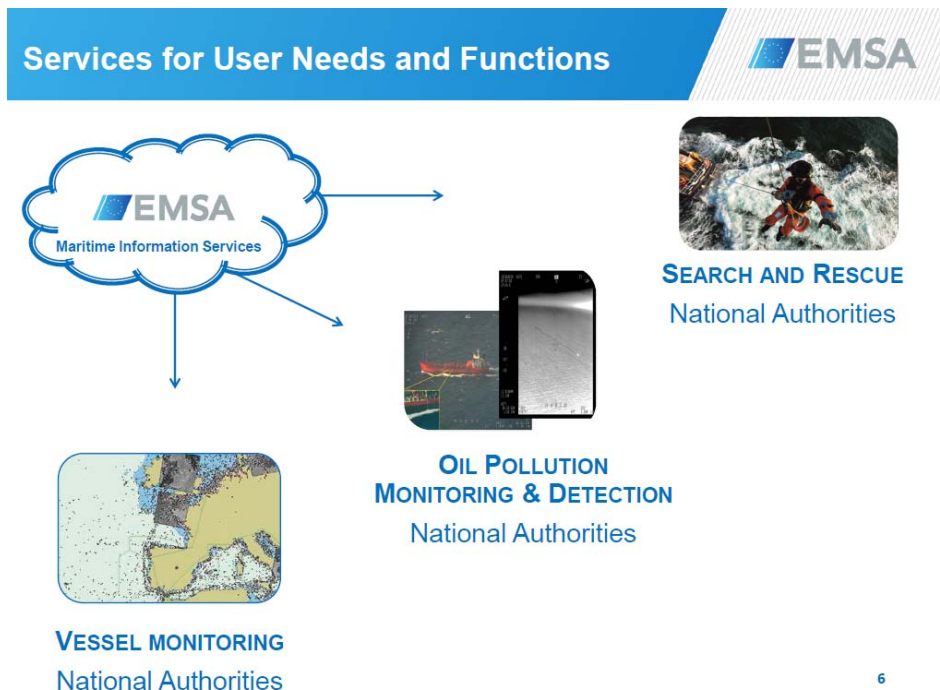 Services for User Needs and Functions
EMSA
EMSA
Maritime Information Services
SEARCH AND RESCUE
National Authorities
OIL POLLUTION
MONITORING & DETECTION
National Authorities
VESSEL MONITORING
National Authorities
6